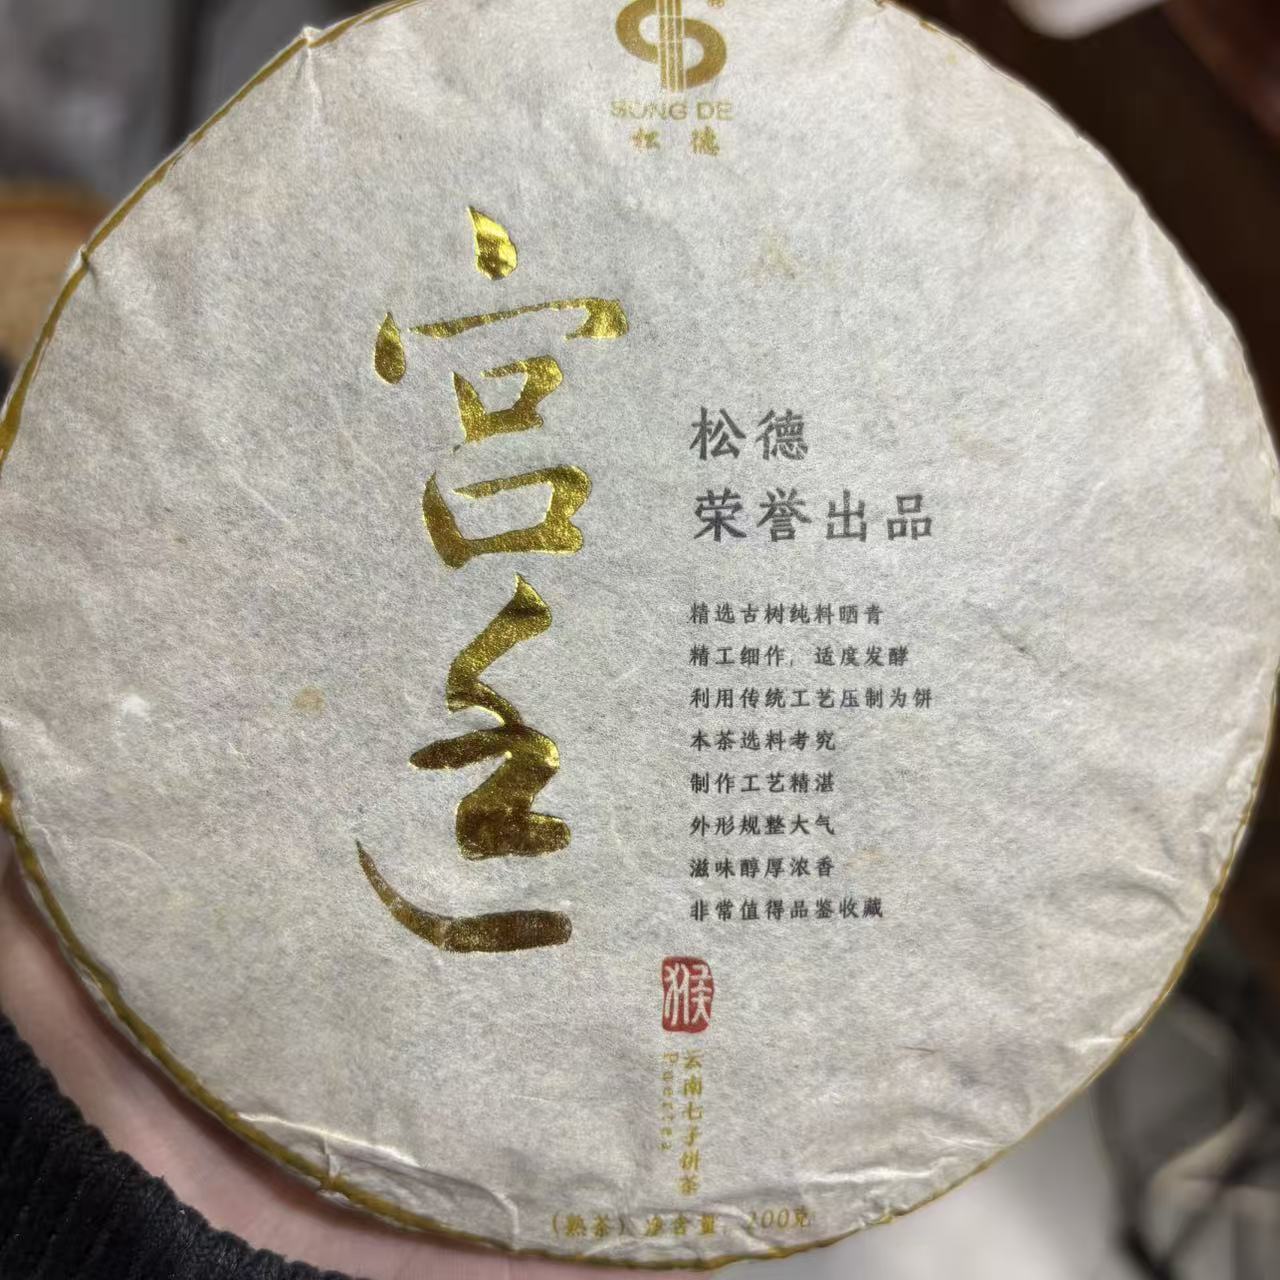 SONG DE
松德
宫廷
松德
荣誉出品
精选古树纯料晒青
精工细作，适度发酵
利用传统工艺压制为饼
本茶选料考究
制作工艺精湛
外形规整大气
滋味醇厚浓香
非常值得品鉴收藏
猴
云南七子饼茶
Puertea
（熟茶）净含量：200克